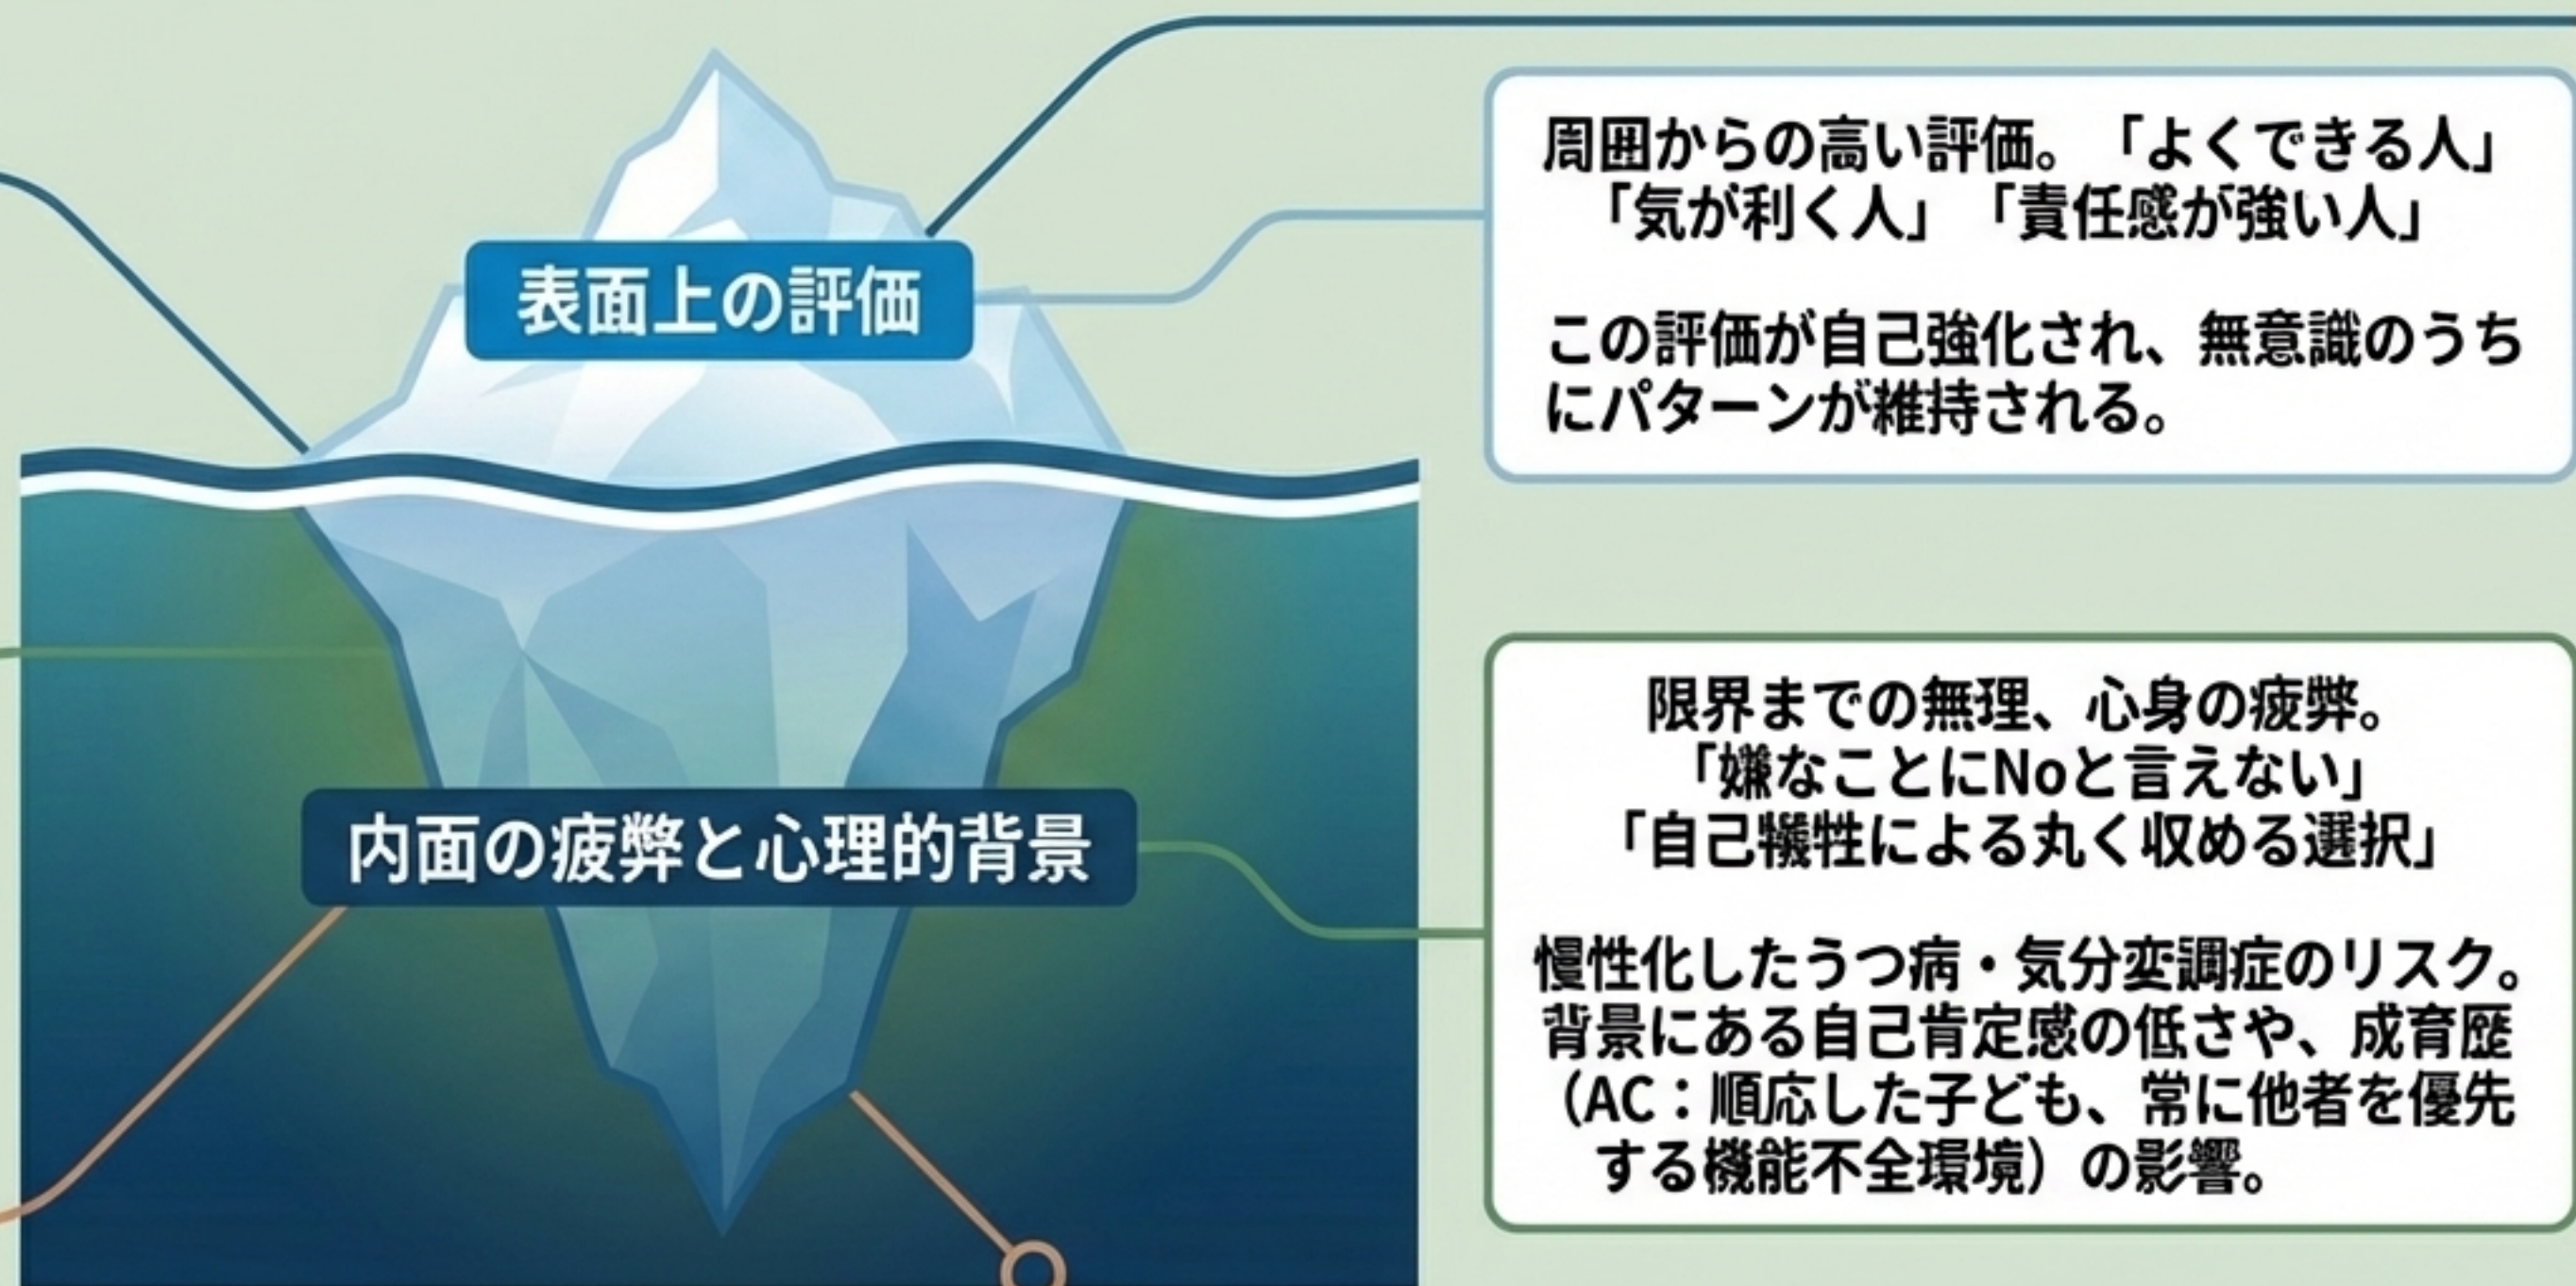 表面上の評価
周囲からの高い評価。「よくできる人」
「気が利く人」「責任感が強い人」
この評価が自己強化され、無意識のうち
にパターンが維持される。
内面の疲弊と心理的背景
限界までの無理、心身の疲弊。
「嫌なことにNoと言えない」
「自己犠牲による丸く収める選択」
慢性化したうつ病・気分変調症のリスク。
背景にある自己肯定感の低さや、成育歴
（AC：順応した子ども、常に他者を優先
する機能不全環境）の影響。